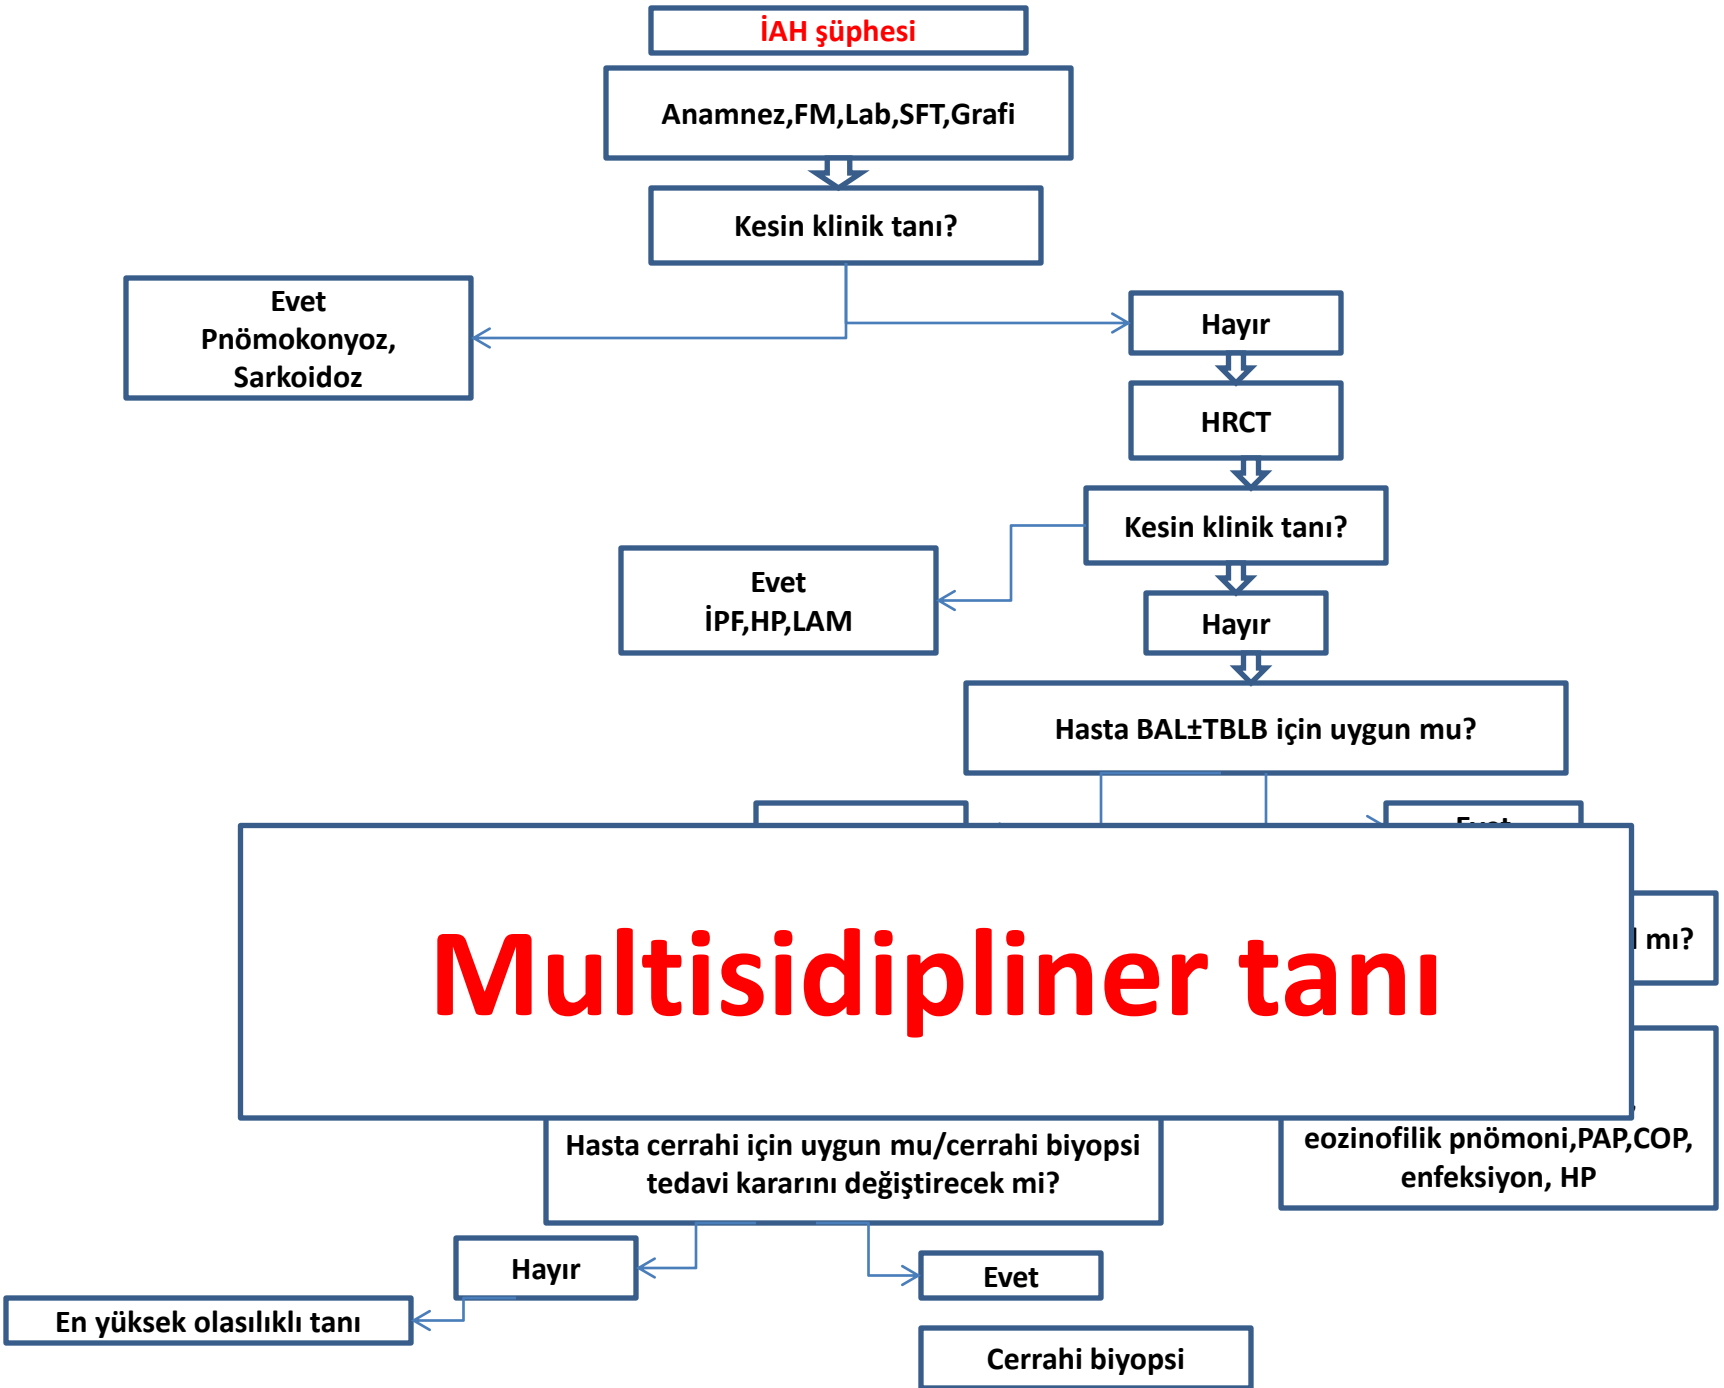 İAH şüphesi
Anamnez,FM,Lab,SFT,Grafi
Kesin klinik tanı?
Evet
Pnömokonyoz,
Sarkoidoz
Hayır
HRCT
Kesin klinik tanı?
Evet
İPF,HP,LAM
Hayır
Hasta BAL±TBLB için uygun mu?
Evet
mı?
Multisidipliner tanı
eozinofilik pnömoni,PAP,COP,
enfeksiyon, HP
Hasta cerrahi için uygun mu/cerrahi biyopsi
tedavi kararını değiştirecek mi?
Hayır
Evet
En yüksek olasılıklı tanı
Cerrahi biyopsi